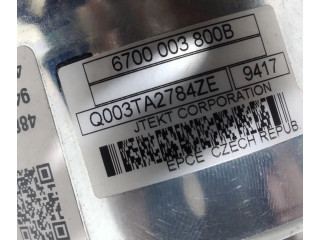 6700 003 800B
Q003TA2784ZE 9417
JTEKT CORPORATION
EPCE CZECH REPUB